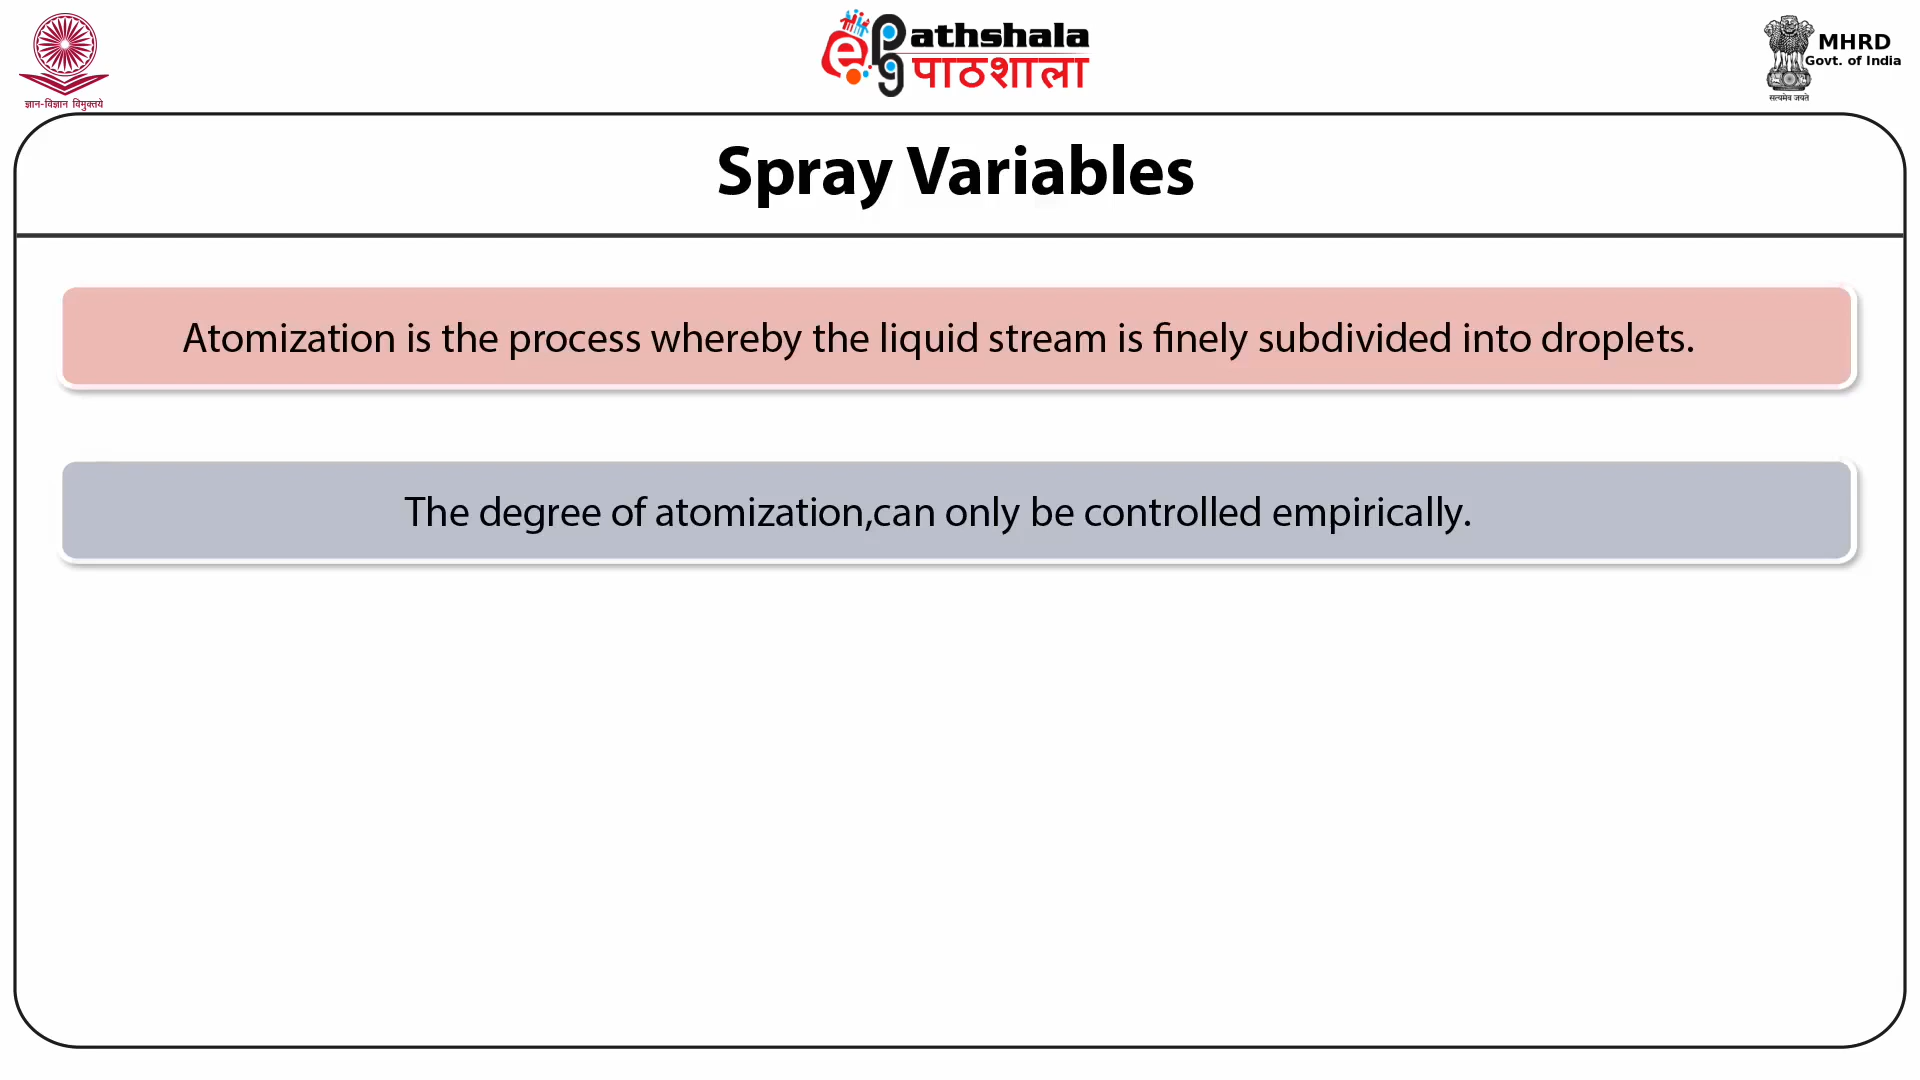 ज्ञान-विज्ञान विमुक्तये
ePathshala
पाठशाला
MHRD
Govt. of India
सत्यमेव जयते
Spray Variables
Atomization is the process whereby the liquid stream is finely subdivided into droplets.
The degree of atomization,can only be controlled empirically.